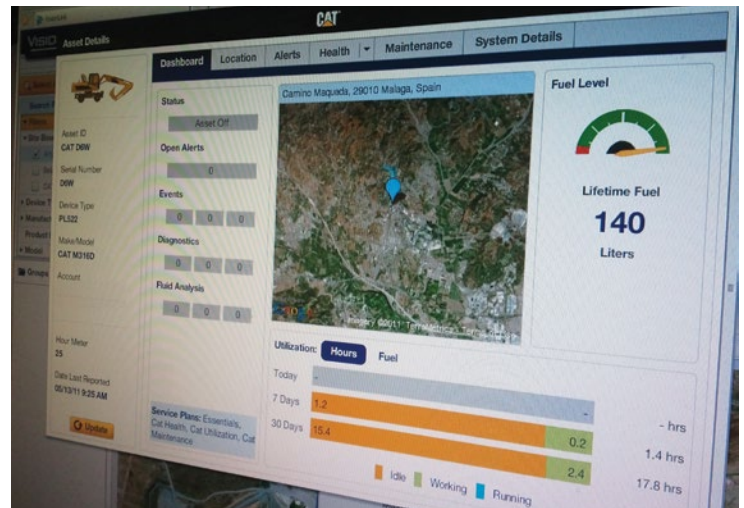 CAT
Asset Details
Dashboard
Location
Alerts
Health
Maintenance
System Details
Asset ID
CAT D6W
Serial Number
D6W
Device Type
PL522
Make/Model
CAT M316D
Account
Hour Meter
25
Date Last Reported
05/13/11 9:25 AM
Update
Status
Asset Off
Open Alerts
0
Events
0 0 0
Diagnostics
0 0 0
Fluid Analysis
0 0 0
Service Plans: Essentials,
Cat Health, Cat Utilization, Cat
Maintenance
Camino Maqueda, 29010 Malaga, Spain
Imagery ©2011 TerraMetrics
Fuel Level
Lifetime Fuel
140
Liters
Utilization: Hours Fuel
Today - - - hrs
7 Days 1.2 0.2 1.4 hrs
30 Days 15.4 2.4 17.8 hrs
Idle Working Running